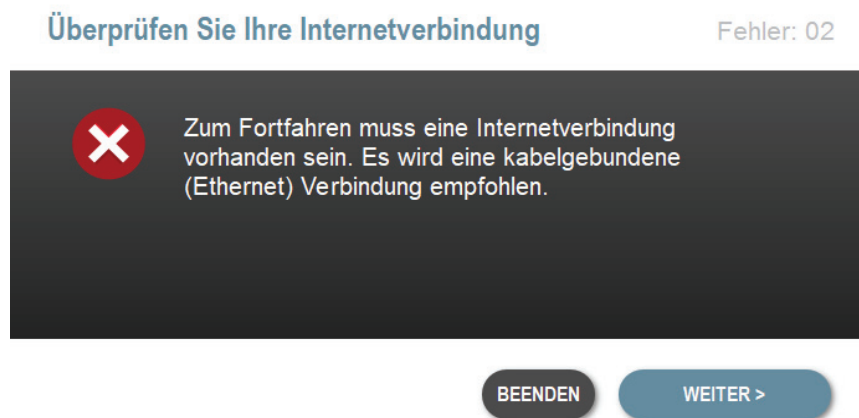 Überprüfen Sie Ihre Internetverbindung Fehler: 02
Zum Fortfahren muss eine Internetverbindung
vorhanden sein. Es wird eine kabelgebundene
(Ethernet) Verbindung empfohlen.
BEENDEN WEITER >